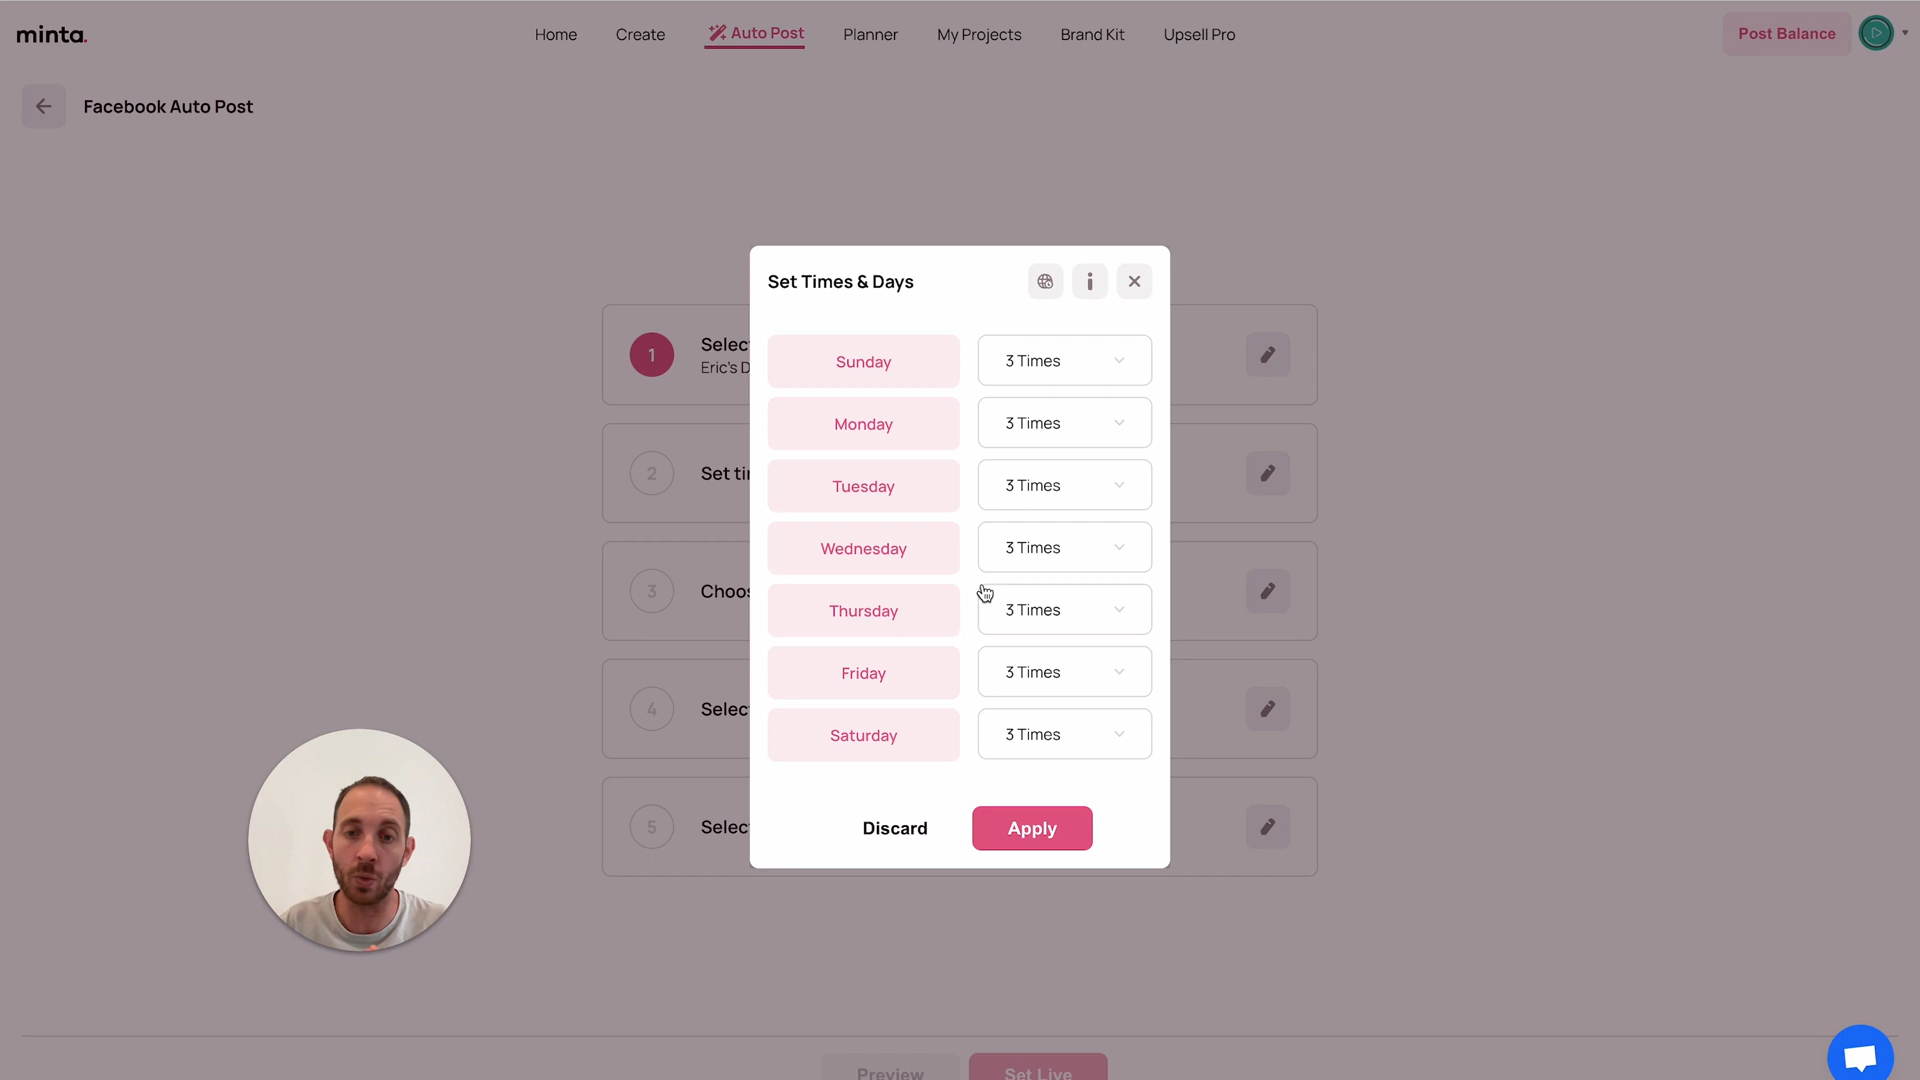 minta.
Home
Create
Auto Post
Planner
My Projects
Brand Kit
Upsell Pro
Post Balance
Facebook Auto Post
Set Times & Days
Sunday
3 Times
Monday
3 Times
Tuesday
3 Times
Wednesday
3 Times
Thursday
3 Times
Friday
3 Times
Saturday
3 Times
Discard
Apply
1
Selec
Eric's D
2
Set ti
3
Choo
4
Selec
5
Selec
Preview
Set Live